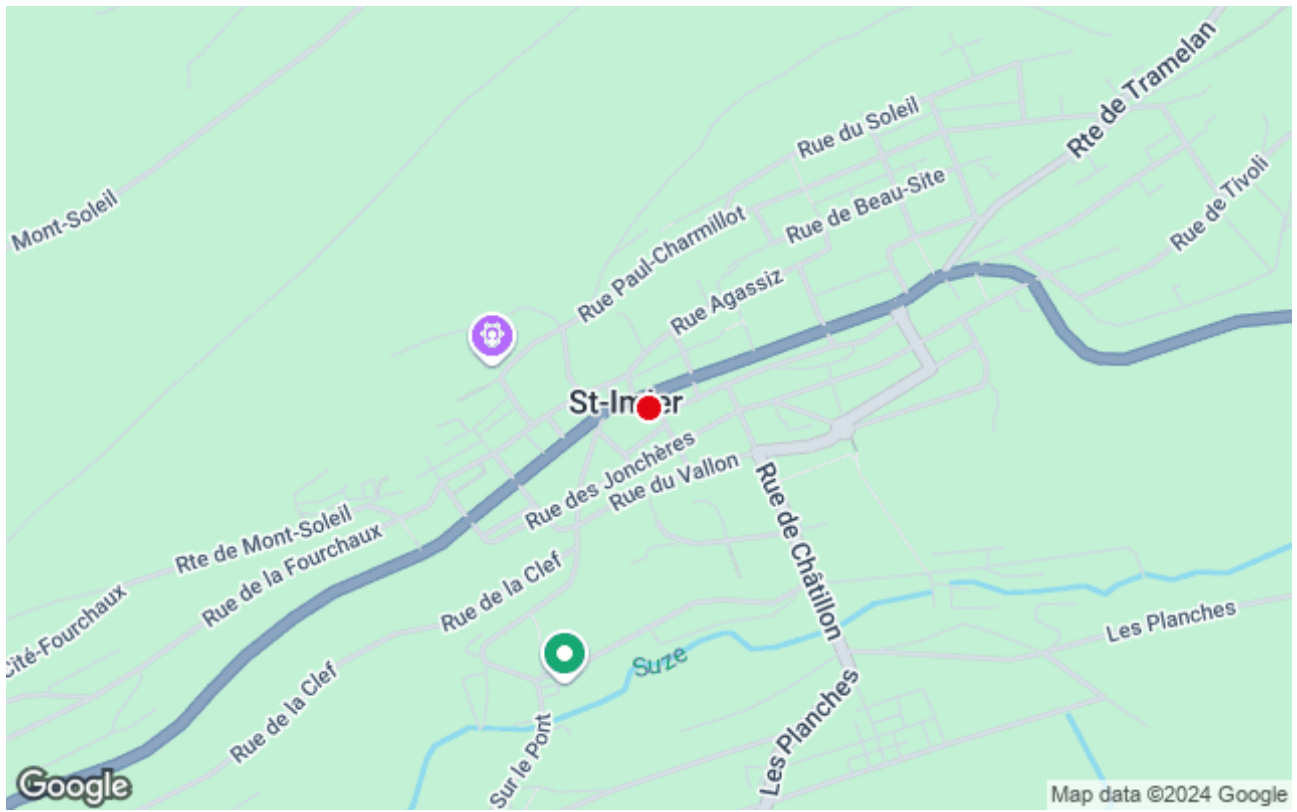 Rte de Tramelan
Rue du Soleil
Rue de Tivoli
Rue de Beau-Site
Mont-Soleil
Rue Paul-Charmillot
Rue Agassiz
St-Imier
Rue des Jonchères
Rue du Vallon
Rue de Châtillon
Rte de Mont-Soleil
Rue de la Fourchaux
Cité-Fourchaux
Rue de la Clef
Les Planches
Suze
Rue de la Clef
Sur le Pont
Les Planches
Google
Map data ©2024 Google